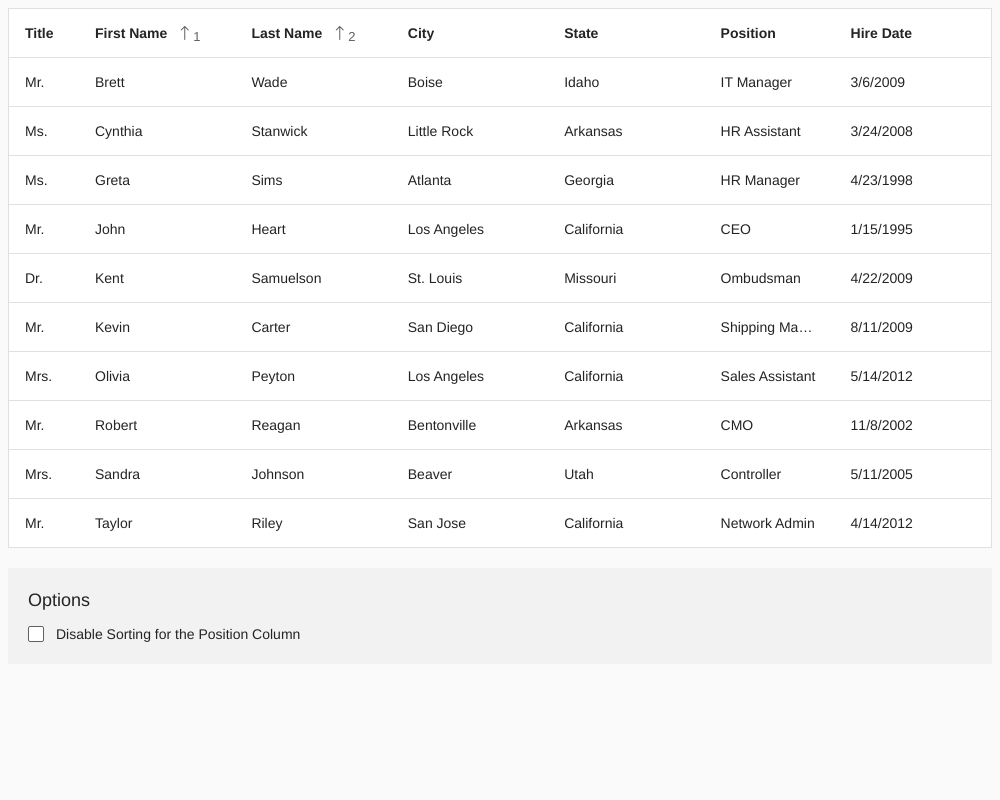 Title First Name ↑ 1 Last Name ↑ 2 City State Position Hire Date
Mr. Brett Wade Boise Idaho IT Manager 3/6/2009
Ms. Cynthia Stanwick Little Rock Arkansas HR Assistant 3/24/2008
Ms. Greta Sims Atlanta Georgia HR Manager 4/23/1998
Mr. John Heart Los Angeles California CEO 1/15/1995
Dr. Kent Samuelson St. Louis Missouri Ombudsman 4/22/2009
Mr. Kevin Carter San Diego California Shipping Ma… 8/11/2009
Mrs. Olivia Peyton Los Angeles California Sales Assistant 5/14/2012
Mr. Robert Reagan Bentonville Arkansas CMO 11/8/2002
Mrs. Sandra Johnson Beaver Utah Controller 5/11/2005
Mr. Taylor Riley San Jose California Network Admin 4/14/2012
Options
Disable Sorting for the Position Column